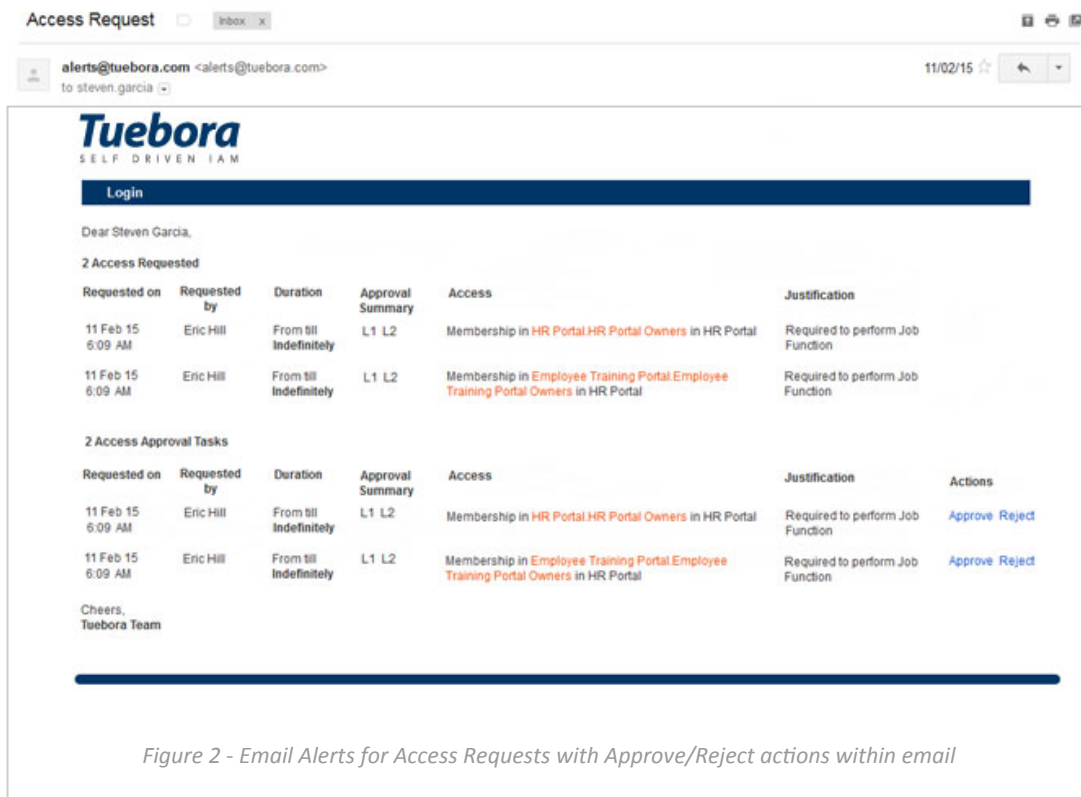 Access Request
Inbox x
alerts@tuebora.com <alerts@tuebora.com>
11/02/15
to steven.garcia
Tuebora
SELF DRIVEN IAM
Login
Dear Steven Garcia,
2 Access Requested
Requested on Requested by Duration Approval Summary Access Justification
11 Feb 15 6:09 AM Eric Hill From till Indefinitely L1 L2 Membership in HR Portal.HR Portal Owners in HR Portal Required to perform Job Function
11 Feb 15 6:09 AM Eric Hill From till Indefinitely L1 L2 Membership in Employee Training Portal.Employee Training Portal Owners in HR Portal Required to perform Job Function
2 Access Approval Tasks
Requested on Requested by Duration Approval Summary Access Justification Actions
11 Feb 15 6:09 AM Eric Hill From till Indefinitely L1 L2 Membership in HR Portal.HR Portal Owners in HR Portal Required to perform Job Function Approve Reject
11 Feb 15 6:09 AM Eric Hill From till Indefinitely L1 L2 Membership in Employee Training Portal.Employee Training Portal Owners in HR Portal Required to perform Job Function Approve Reject
Cheers,
Tuebora Team
Figure 2 - Email Alerts for Access Requests with Approve/Reject actions within email